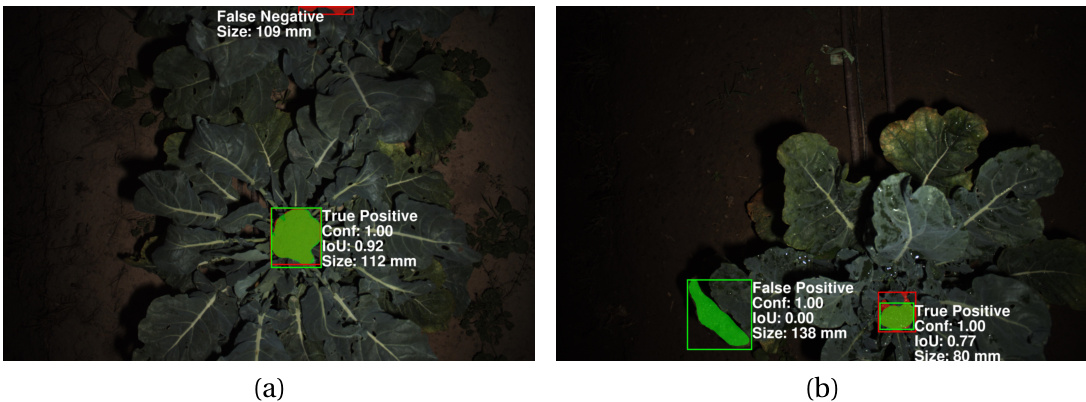 False Negative
Size: 109 mm
True Positive
Conf: 1.00
IoU: 0.92
Size: 112 mm
False Positive
Conf: 1.00
IoU: 0.00
Size: 138 mm
True Positive
Conf: 1.00
IoU: 0.77
Size: 80 mm
(a)
(b)